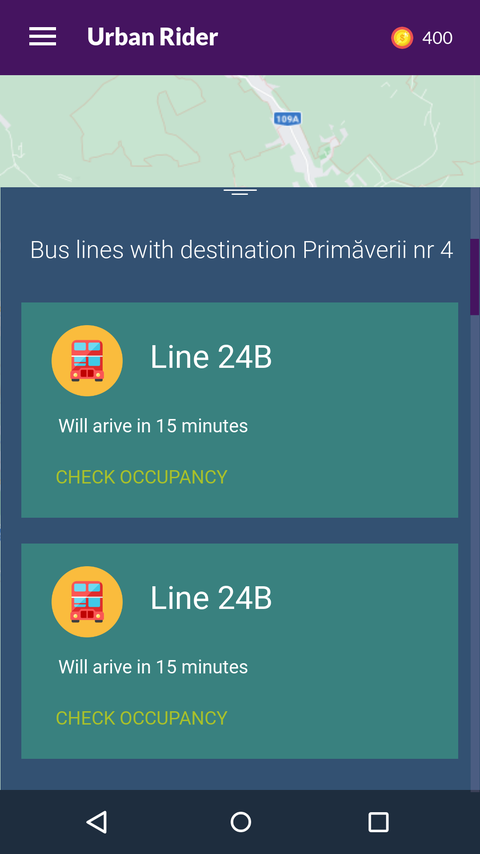 Urban Rider
400
109A
Bus lines with destination Primăverii nr 4
Line 24B
Will arive in 15 minutes
CHECK OCCUPANCY
Line 24B
Will arive in 15 minutes
CHECK OCCUPANCY